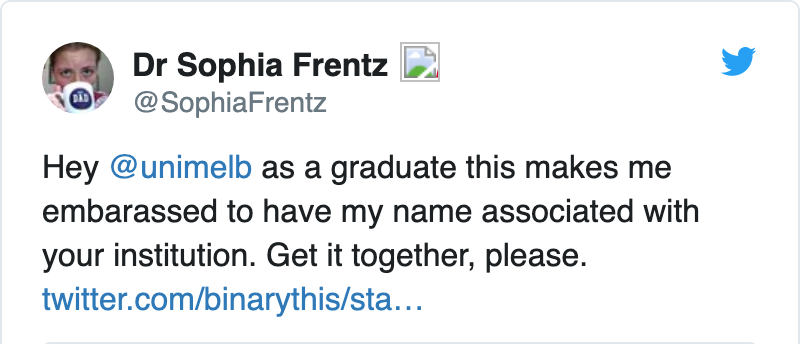 Dr Sophia Frentz
@SophiaFrentz
DAD
Hey @unimelb as a graduate this makes me
embarassed to have my name associated with
your institution. Get it together, please.
twitter.com/binarythis/sta…